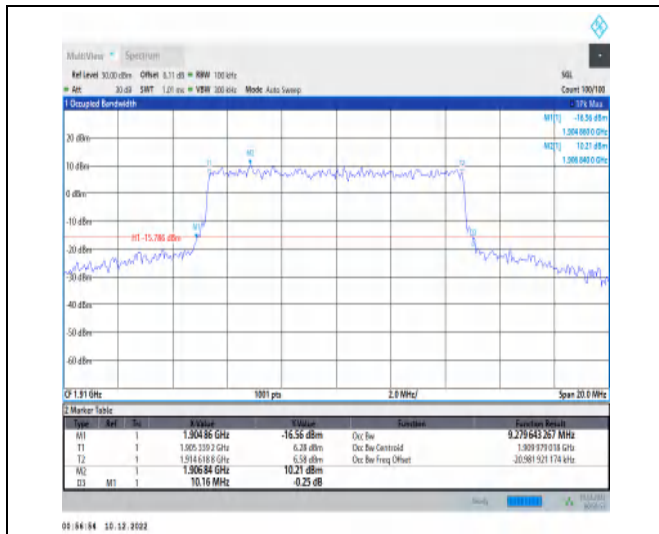 MultiView Spectrum
Ref Level 30.00 dBm Offset 8.11 dB RBW 100 kHz SGL
Att 30 dB SWT 1.01 ms VBW 300 kHz Mode Auto Sweep Count 100/100
1 Occupied Bandwidth 1Pk Max
M1[1] -16.56 dBm
1.904 860 0 GHz
M2[1] 10.21 dBm
1.906 840 0 GHz
20 dBm
M2
T1 T2
10 dBm
0 dBm
-10 dBm
M1
H1 -15.786 dBm D3
-20 dBm
-30 dBm
-40 dBm
-50 dBm
-60 dBm
CF 1.91 GHz 1001 pts 2.0 MHz/ Span 20.0 MHz
2 Marker Table
Type Ref Trc X-Value Y-Value Function Function Result
M1 1 1.904 86 GHz -16.56 dBm Occ Bw 9.279 643 267 MHz
T1 1 1.905 339 2 GHz 6.28 dBm Occ Bw Centroid 1.909 979 018 GHz
T2 1 1.914 618 8 GHz 6.58 dBm Occ Bw Freq Offset -20.981 921 174 kHz
M2 1 1.906 84 GHz 10.21 dBm
D3 M1 1 10.16 MHz -0.25 dB
Ready
00:56:54 10.12.2022